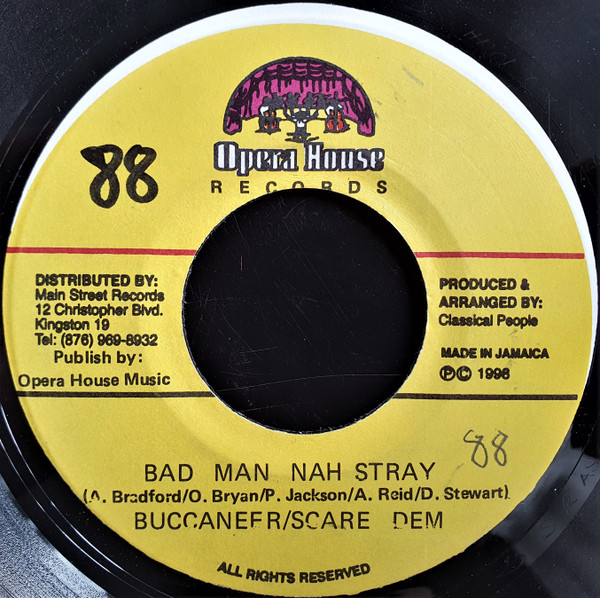 Opera House
RECORDS
88
DISTRIBUTED BY:
Main Street Records
12 Christopher Blvd.
Kingston 19
Tel: (876) 969-8932
Publish by:
Opera House Music
PRODUCED &
ARRANGED BY:
Classical People
MADE IN JAMAICA
Ⓟ© 1996
88
BAD MAN NAH STRAY
(A. Bradford/O. Bryan/P. Jackson/A. Reid/D. Stewart)
BUCCANEER/SCARE DEM
ALL RIGHTS RESERVED